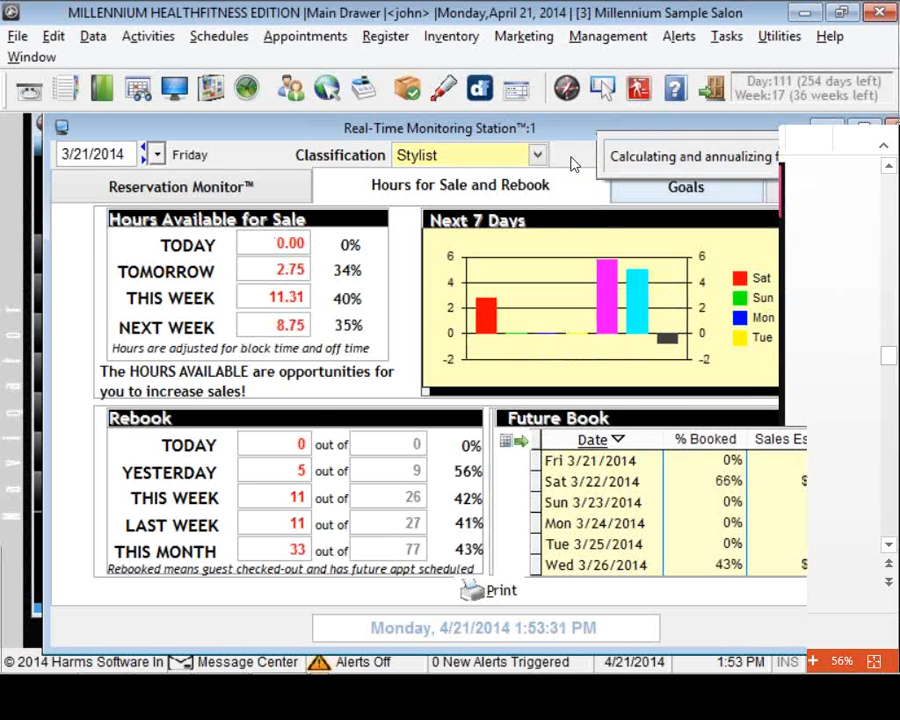 MILLENNIUM HEALTHFITNESS EDITION |Main Drawer |<john> |Monday,April 21, 2014 | [3] Millennium Sample Salon
File Edit Data Activities Schedules Appointments Register Inventory Marketing Management Alerts Tasks Utilities Help
Window
df
Day:111 (254 days left)
Week:17 (36 weeks left)
Real-Time Monitoring Station™:1
3/21/2014 Friday Classification Stylist
Calculating and annualizing f
Reservation Monitor™ Hours for Sale and Rebook Goals
Hours Available for Sale
TODAY 0.00 0%
TOMORROW 2.75 34%
THIS WEEK 11.31 40%
NEXT WEEK 8.75 35%
Hours are adjusted for block time and off time
The HOURS AVAILABLE are opportunities for
you to increase sales!
Next 7 Days
6 6
4 4
2 2
0 0
-2 -2
Sat
Sun
Mon
Tue
Rebook
TODAY 0 out of 0 0%
YESTERDAY 5 out of 9 56%
THIS WEEK 11 out of 26 42%
LAST WEEK 11 out of 27 41%
THIS MONTH 33 out of 77 43%
Rebooked means guest checked-out and has future appt scheduled
Future Book
Date % Booked Sales Es
Fri 3/21/2014 0%
Sat 3/22/2014 66% $
Sun 3/23/2014 0%
Mon 3/24/2014 0%
Tue 3/25/2014 0%
Wed 3/26/2014 43% $
Print
Monday, 4/21/2014 1:53:31 PM
© 2014 Harms Software In Message Center Alerts Off 0 New Alerts Triggered 4/21/2014 1:53 PM INS + 56%